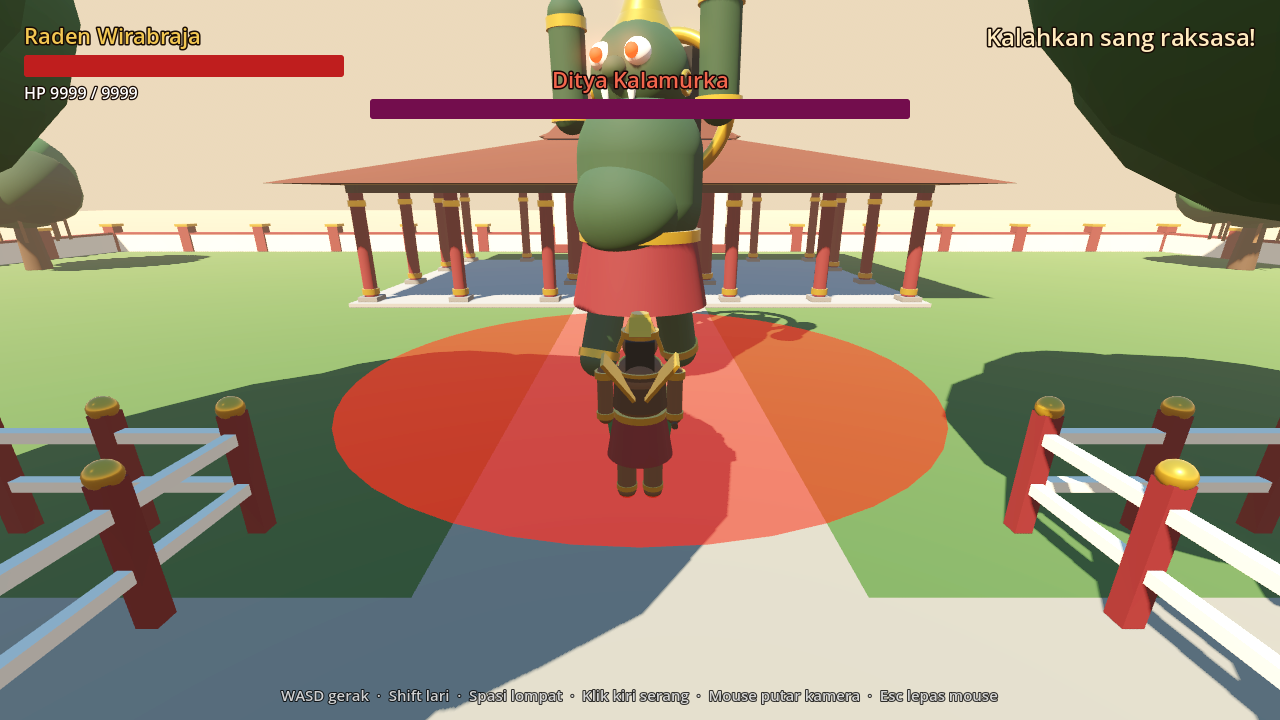 Raden Wirabraja
HP 9999 / 9999
Kalahkan sang raksasa!
Ditya Kalamurka
WASD gerak · Shift lari · Spasi lompat · Klik kiri serang · Mouse putar kamera · Esc lepas mouse